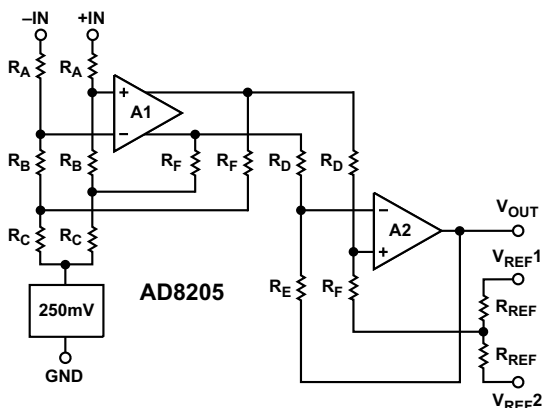 –IN +IN
RA RA
+
A1
–
RB RB RF RF RD RD
–
A2
+
VOUT
VREF1
RC RC
250mV
AD8205
RE RF
RREF
RREF
GND
VREF2